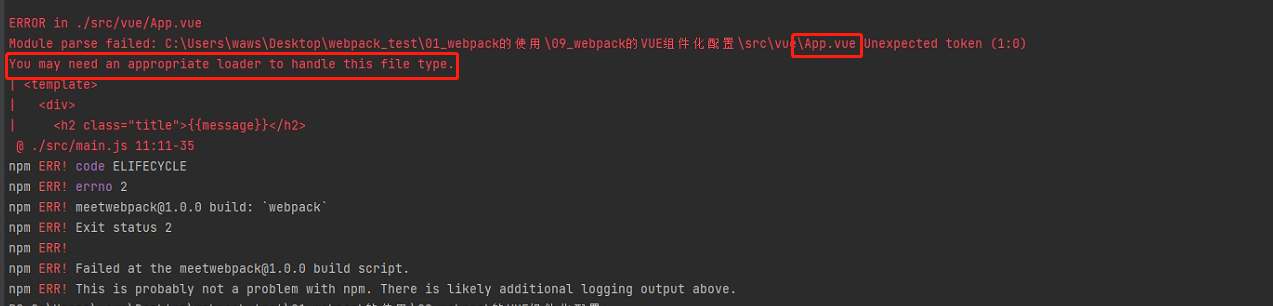 ERROR in ./src/vue/App.vue
Module parse failed: C:\Users\waws\Desktop\webpack_test\01_webpack的使用\09_webpack的VUE组件化配置\src\vue\App.vue Unexpected token (1:0)
You may need an appropriate loader to handle this file type.
| <template>
|   <div>
|     <h2 class="title">{{message}}</h2>
 @ ./src/main.js 11:11-35
npm ERR! code ELIFECYCLE
npm ERR! errno 2
npm ERR! meetwebpack@1.0.0 build: `webpack`
npm ERR! Exit status 2
npm ERR!
npm ERR! Failed at the meetwebpack@1.0.0 build script.
npm ERR! This is probably not a problem with npm. There is likely additional logging output above.